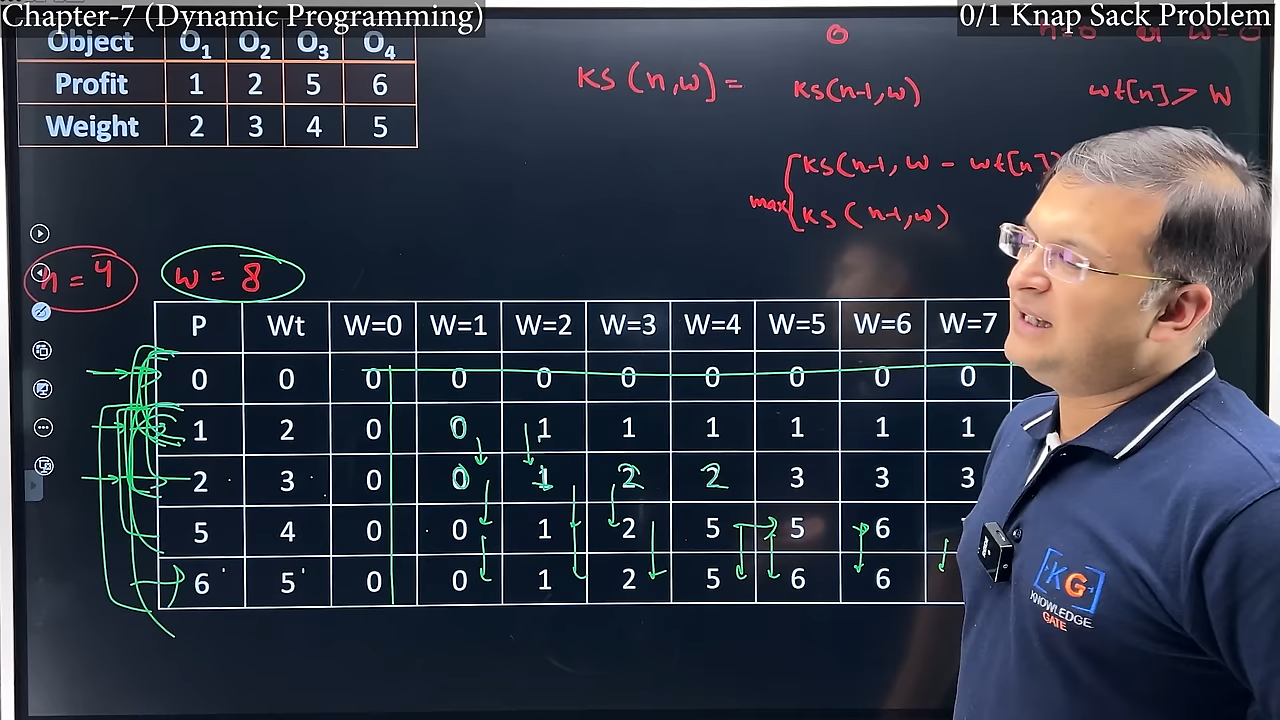 Chapter-7 (Dynamic Programming)
0/1 Knap Sack Problem
Object O1 O2 O3 O4
Profit 1 2 5 6
Weight 2 3 4 5
0 n=0 or w=0
KS(n,w) = KS(n-1,w) wt[n] > W
max { KS(n-1, w - wt[n])
KS(n-1,w)
n = 4 w = 8
P Wt W=0 W=1 W=2 W=3 W=4 W=5 W=6 W=7
0 0 0 0 0 0 0 0 0 0
1 2 0 0 1 1 1 1 1 1
2 3 0 0 1 2 2 3 3 3
5 4 0 0 1 2 5 5 6
6 5 0 0 1 2 5 6 6
KG
KNOWLEDGE
GATE